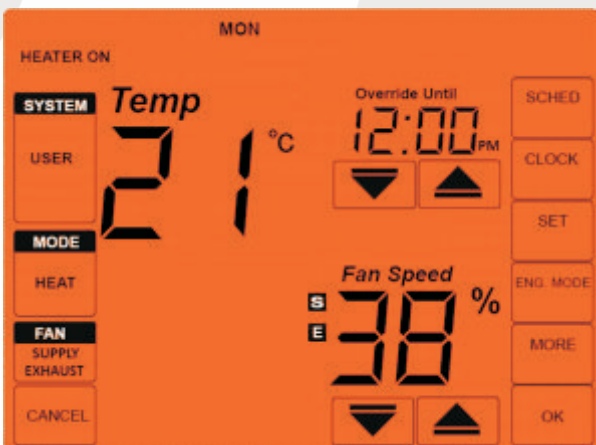 MON
HEATER ON
SYSTEM
USER
Temp
21 °C
Override Until
12:00 PM
SCHED
CLOCK
SET
MODE
HEAT
Fan Speed
S
E
38 %
ENG. MODE
MORE
FAN
SUPPLY
EXHAUST
CANCEL
OK